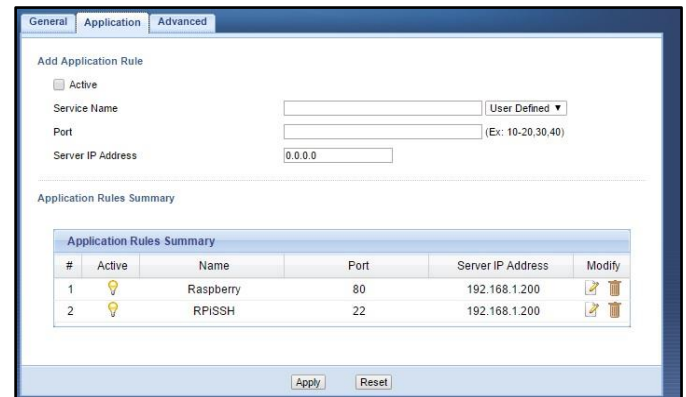 General Application Advanced
Add Application Rule
Active
Service Name User Defined ▼
Port (Ex: 10-20,30,40)
Server IP Address 0.0.0.0
Application Rules Summary
Application Rules Summary
# Active Name Port Server IP Address Modify
1 Raspberry 80 192.168.1.200
2 RPiSSH 22 192.168.1.200
Apply Reset